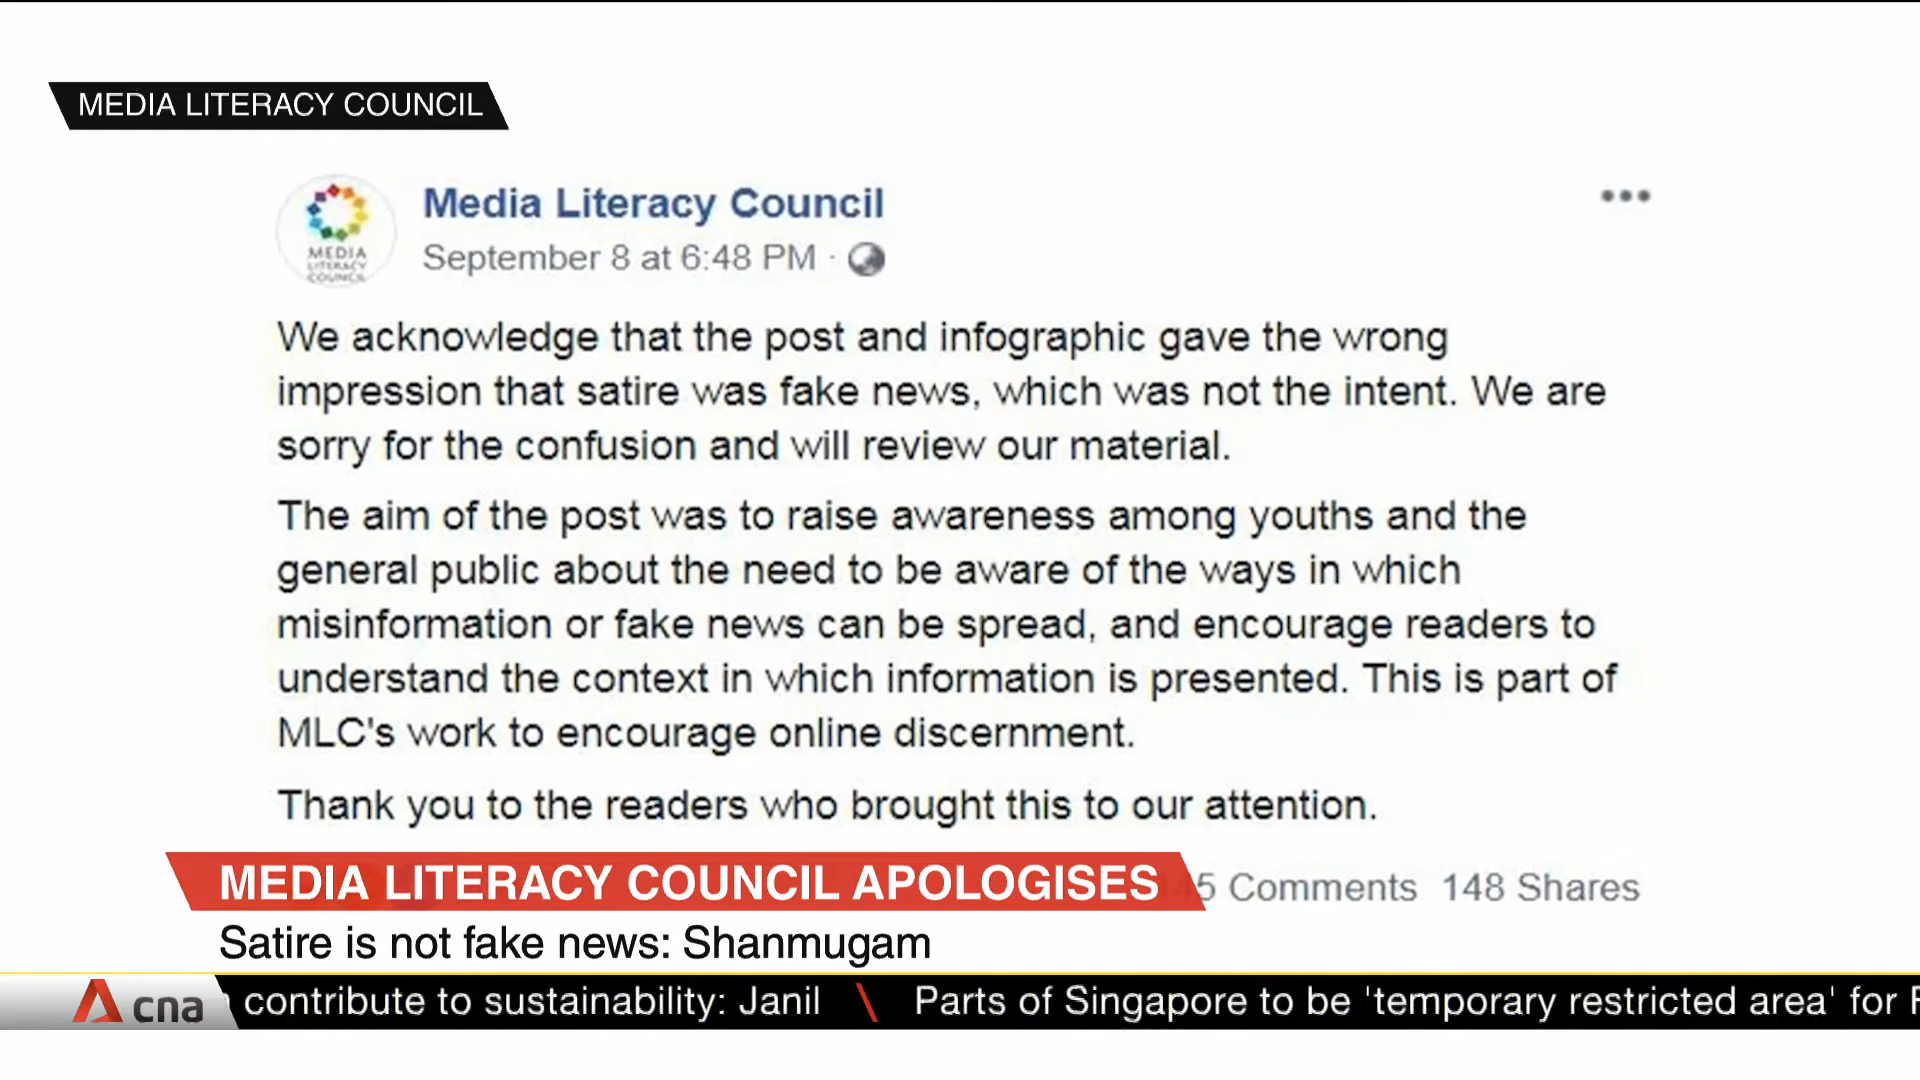 MEDIA LITERACY COUNCIL
Media Literacy Council
September 8 at 6:48 PM ·
MEDIA
LITERACY
COUNCIL
We acknowledge that the post and infographic gave the wrong
impression that satire was fake news, which was not the intent. We are
sorry for the confusion and will review our material.
The aim of the post was to raise awareness among youths and the
general public about the need to be aware of the ways in which
misinformation or fake news can be spread, and encourage readers to
understand the context in which information is presented. This is part of
MLC's work to encourage online discernment.
Thank you to the readers who brought this to our attention.
MEDIA LITERACY COUNCIL APOLOGISES
Comments 148 Shares
Satire is not fake news: Shanmugam
cna
contribute to sustainability: Janil \ Parts of Singapore to be 'temporary restricted area' for